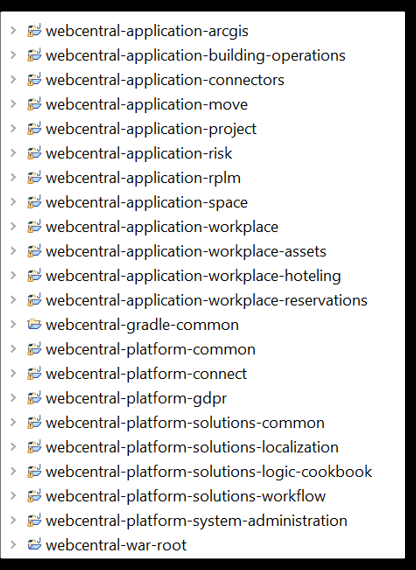 webcentral-application-arcgis
webcentral-application-building-operations
webcentral-application-connectors
webcentral-application-move
webcentral-application-project
webcentral-application-risk
webcentral-application-rplm
webcentral-application-space
webcentral-application-workplace
webcentral-application-workplace-assets
webcentral-application-workplace-hoteling
webcentral-application-workplace-reservations
webcentral-gradle-common
webcentral-platform-common
webcentral-platform-connect
webcentral-platform-gdpr
webcentral-platform-solutions-common
webcentral-platform-solutions-localization
webcentral-platform-solutions-logic-cookbook
webcentral-platform-solutions-workflow
webcentral-platform-system-administration
webcentral-war-root